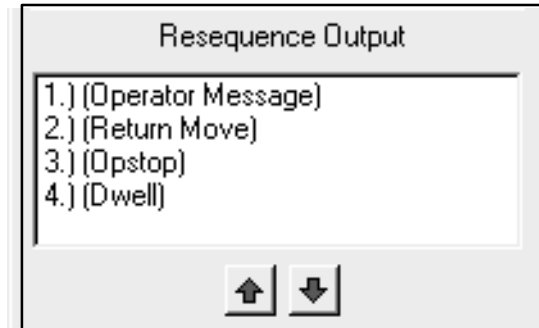 Resequence Output
1.) (Operator Message)
2.) (Return Move)
3.) (Opstop)
4.) (Dwell)